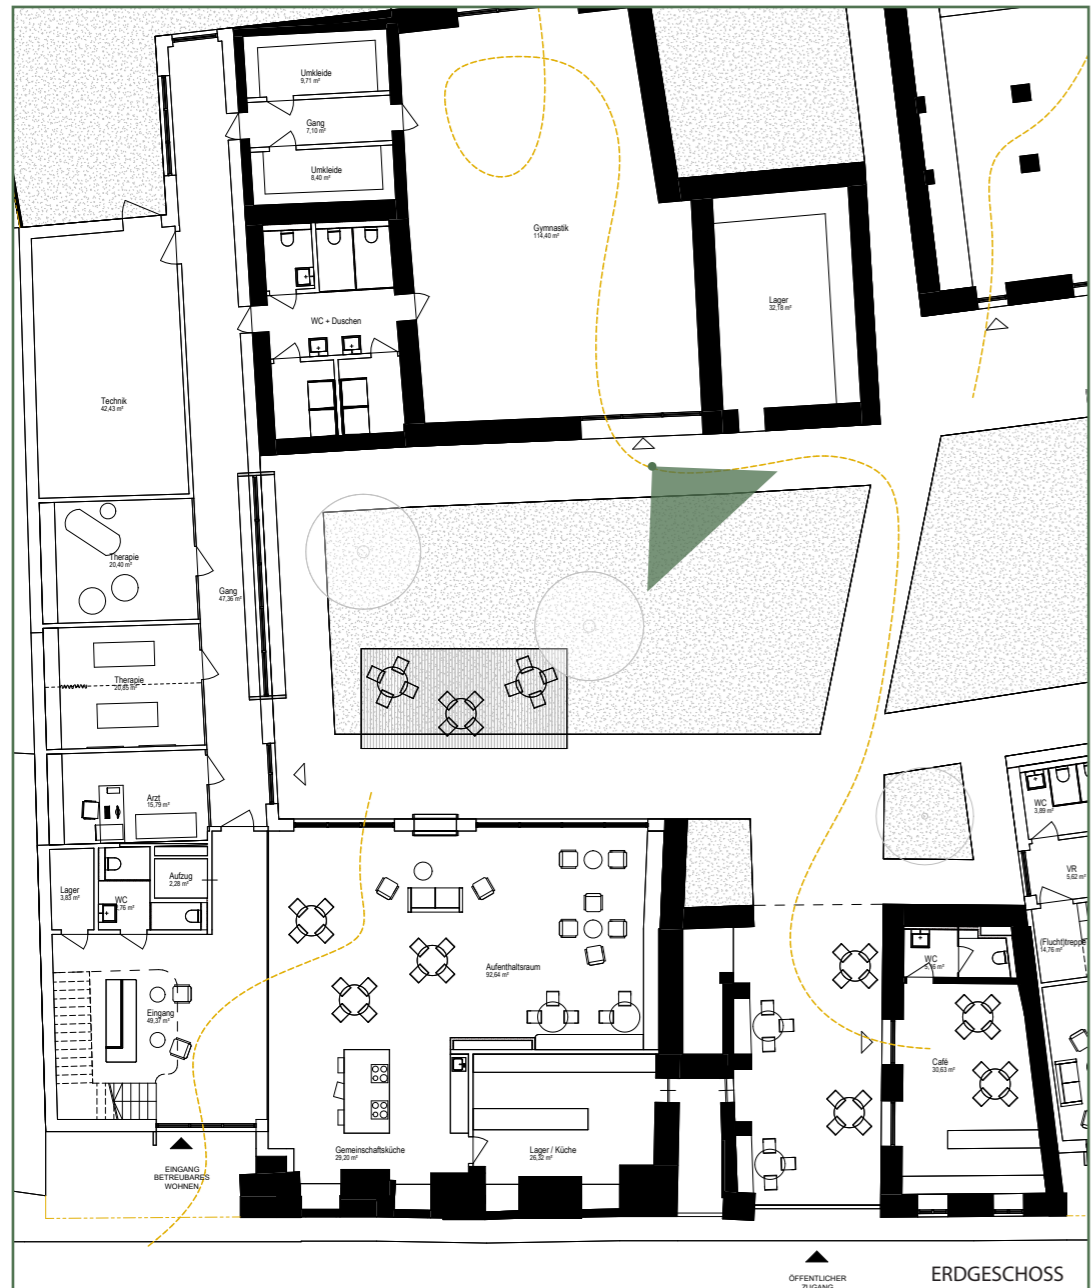 Umkleide
9,71 m²
Gang
7,10 m²
Umkleide
8,40 m²
Gymnastik
114,40 m²
Lager
32,18 m²
WC + Duschen
Technik
42,43 m²
Therapie
20,40 m²
Gang
47,36 m²
Therapie
20,65 m²
Arzt
15,79 m²
Lager
3,83 m²
WC
Aufzug
2,28 m²
Eingang
49,37 m²
Aufenthaltsraum
92,64 m²
Gemeinschaftsküche
29,20 m²
Lager / Küche
26,32 m²
WC
3,89 m²
VR
5,62 m²
(Flucht)treppe
14,76 m²
WC
Café
30,63 m²
EINGANG
BETREUBARES
WOHNEN
ÖFFENTLICHER
ZUGANG
ERDGESCHOSS